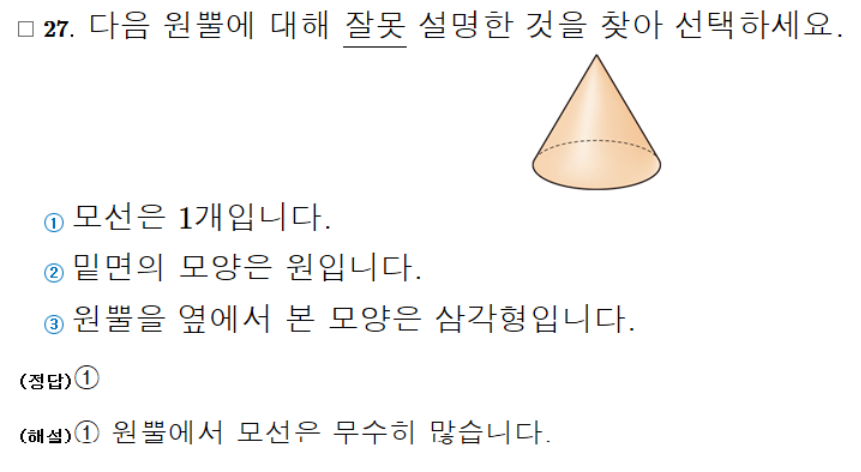 □ 27. 다음 원뿔에 대해 잘못 설명한 것을 찾아 선택하세요.
① 모선은 1개입니다.
② 밑면의 모양은 원입니다.
③ 원뿔을 옆에서 본 모양은 삼각형입니다.
(정답)①
(해설)① 원뿔에서 모선은 무수히 많습니다.